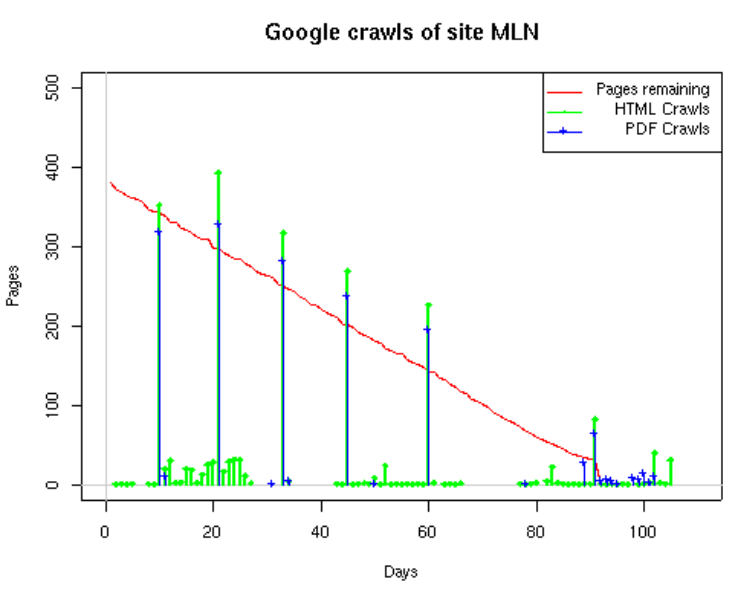 Google crawls of site MLN
Pages remaining
HTML Crawls
PDF Crawls
500
400
300
200
100
0
Pages
0 20 40 60 80 100
Days